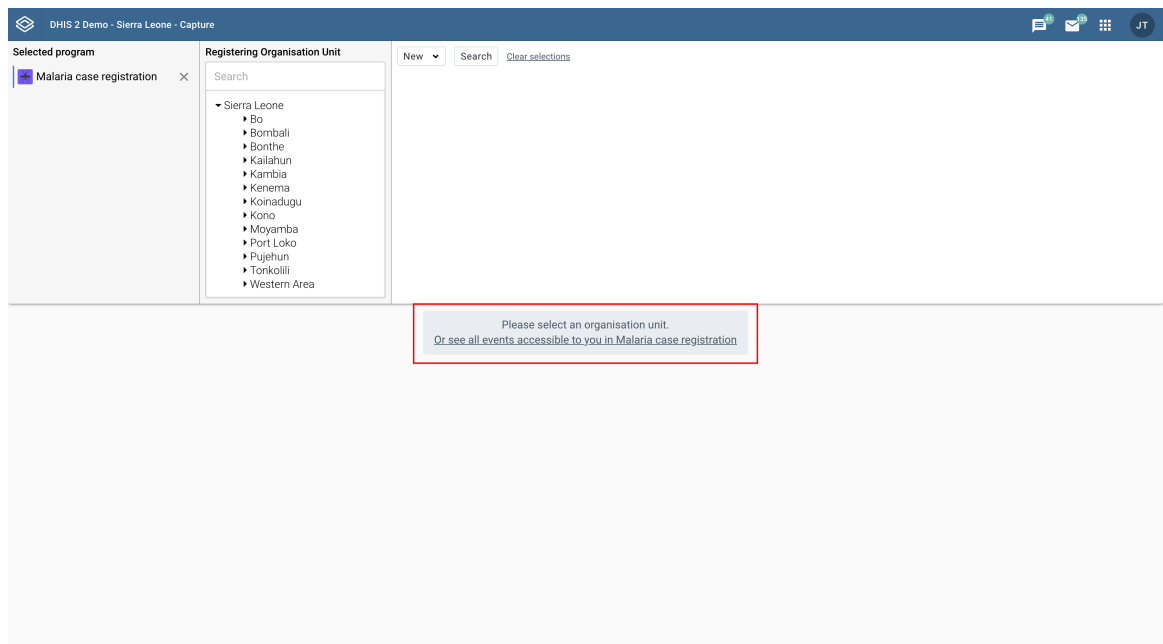 DHIS 2 Demo - Sierra Leone - Capture
41
135
JT
Selected program
Malaria case registration
Registering Organisation Unit
Search
Sierra Leone
Bo
Bombali
Bonthe
Kailahun
Kambia
Kenema
Koinadugu
Kono
Moyamba
Port Loko
Pujehun
Tonkolili
Western Area
New
Search
Clear selections
Please select an organisation unit.
Or see all events accessible to you in Malaria case registration